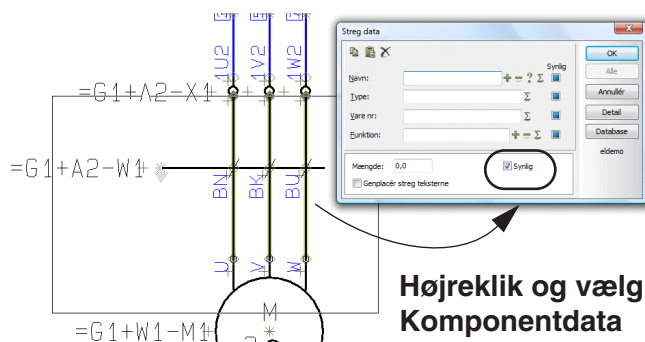 1U2
1V2
1W2
=G1+A2-X1
=G1+A2-W1
BN
BK
BU
U
V
W
M
=G1+W1-M1
Streg data
Synlig
OK
Navn:
Alle
Type:
Annullér
Vare nr:
Detail
Funktion:
Database
eldemo
Mængde: 0,0
Synlig
Genplacér streg teksterne
Højreklik og vælg
Komponentdata